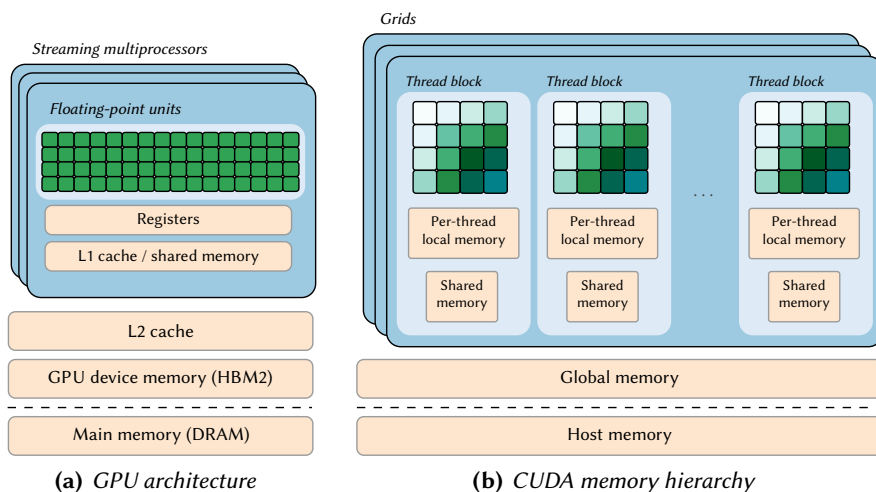 Streaming multiprocessors
Floating-point units
Registers
L1 cache / shared memory
L2 cache
GPU device memory (HBM2)
Main memory (DRAM)
(a) GPU architecture
Grids
Thread block
Thread block
Thread block
...
Per-thread
local memory
Per-thread
local memory
Per-thread
local memory
Shared
memory
Shared
memory
Shared
memory
Global memory
Host memory
(b) CUDA memory hierarchy